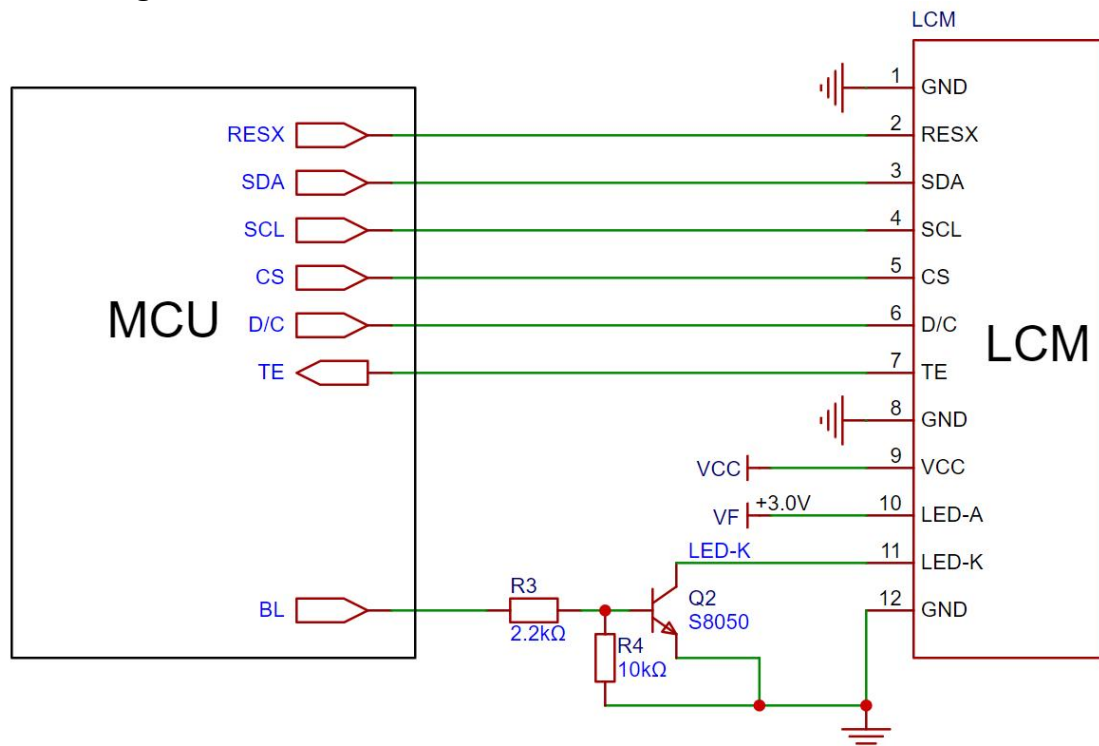 LCM
1 GND
RESX 2 RESX
SDA 3 SDA
SCL 4 SCL
CS 5 CS
MCU D/C 6 D/C LCM
TE 7 TE
8 GND
VCC 9 VCC
VF +3.0V 10 LED-A
LED-K 11 LED-K
BL R3 Q2 12 GND
2.2kΩ S8050
R4
10kΩ